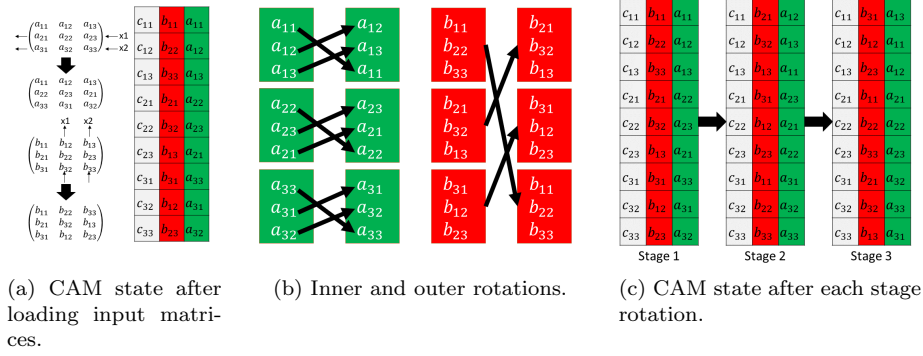 a11 a12 a13
a21 a22 a23 x1
a31 a32 a33 x2
a11 a12 a13
a22 a23 a21
a33 a31 a32
x1 x2
b11 b12 b13
b21 b22 b23
b31 b32 b33
b11 b22 b33
b21 b32 b13
b31 b12 b23
c11 b11 a11
c12 b22 a12
c13 b33 a13
c21 b21 a22
c22 b32 a23
c23 b13 a21
c31 b31 a33
c32 b12 a31
c33 b23 a32
(a) CAM state after
loading input matri-
ces.
a11 a12
a12 a13
a13 a11
a22 a23
a23 a21
a21 a22
a33 a31
a31 a32
a32 a33
b11 b21
b22 b32
b33 b13
b21 b31
b32 b12
b13 b23
b31 b11
b12 b22
b23 b33
(b) Inner and outer rotations.
c11 b11 a11 c11 b21 a12 c11 b31 a13
c12 b22 a12 c12 b32 a13 c12 b12 a11
c13 b33 a13 c13 b13 a11 c13 b23 a12
c21 b21 a22 c21 b31 a23 c21 b11 a21
c22 b32 a23 c22 b12 a21 c22 b22 a22
c23 b13 a21 c23 b23 a22 c23 b33 a23
c31 b31 a33 c31 b11 a31 c31 b21 a32
c32 b12 a31 c32 b22 a32 c32 b32 a33
c33 b23 a32 c33 b33 a33 c33 b13 a31
Stage 1 Stage 2 Stage 3
(c) CAM state after each stage
rotation.